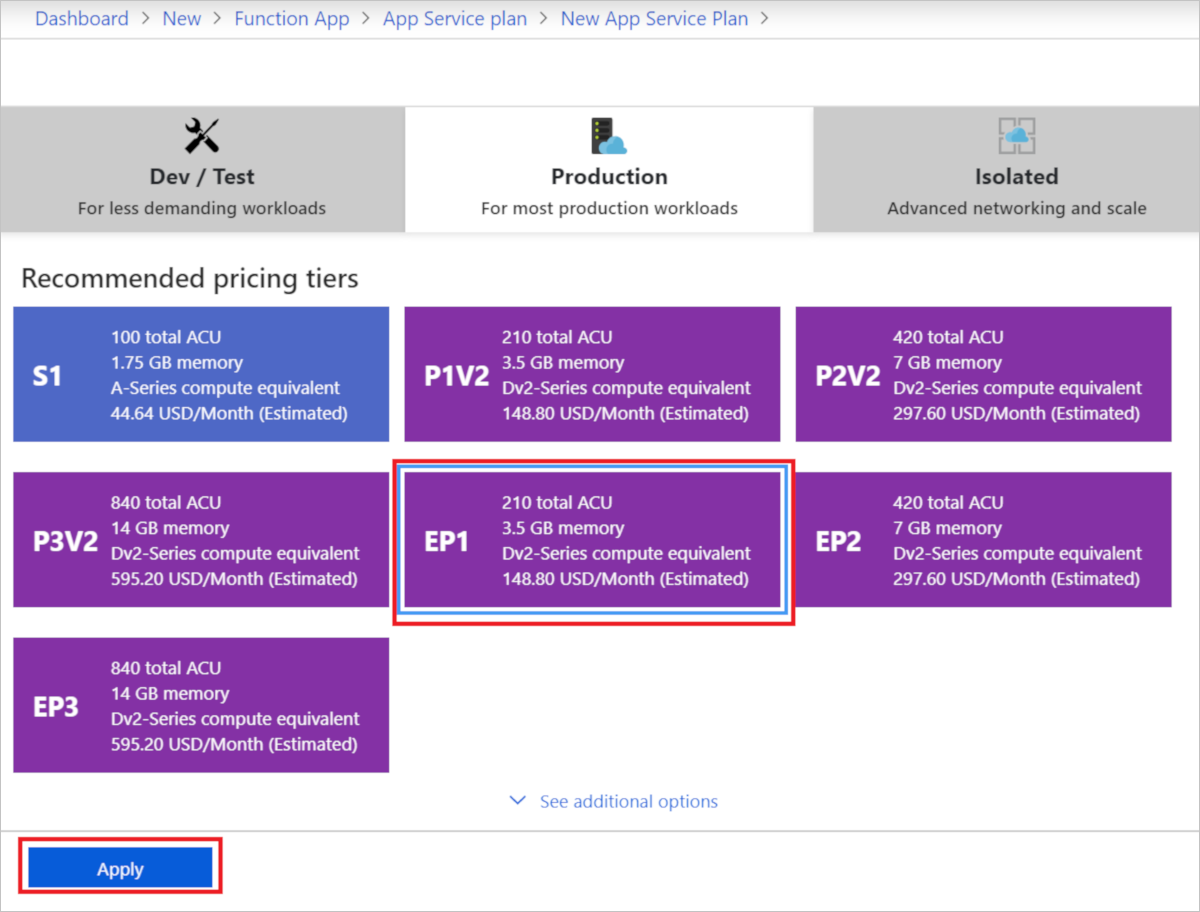 Dashboard > New > Function App > App Service plan > New App Service Plan >
Dev / Test
For less demanding workloads
Production
For most production workloads
Isolated
Advanced networking and scale
Recommended pricing tiers
S1
100 total ACU
1.75 GB memory
A-Series compute equivalent
44.64 USD/Month (Estimated)
P1V2
210 total ACU
3.5 GB memory
Dv2-Series compute equivalent
148.80 USD/Month (Estimated)
P2V2
420 total ACU
7 GB memory
Dv2-Series compute equivalent
297.60 USD/Month (Estimated)
P3V2
840 total ACU
14 GB memory
Dv2-Series compute equivalent
595.20 USD/Month (Estimated)
EP1
210 total ACU
3.5 GB memory
Dv2-Series compute equivalent
148.80 USD/Month (Estimated)
EP2
420 total ACU
7 GB memory
Dv2-Series compute equivalent
297.60 USD/Month (Estimated)
EP3
840 total ACU
14 GB memory
Dv2-Series compute equivalent
595.20 USD/Month (Estimated)
See additional options
Apply